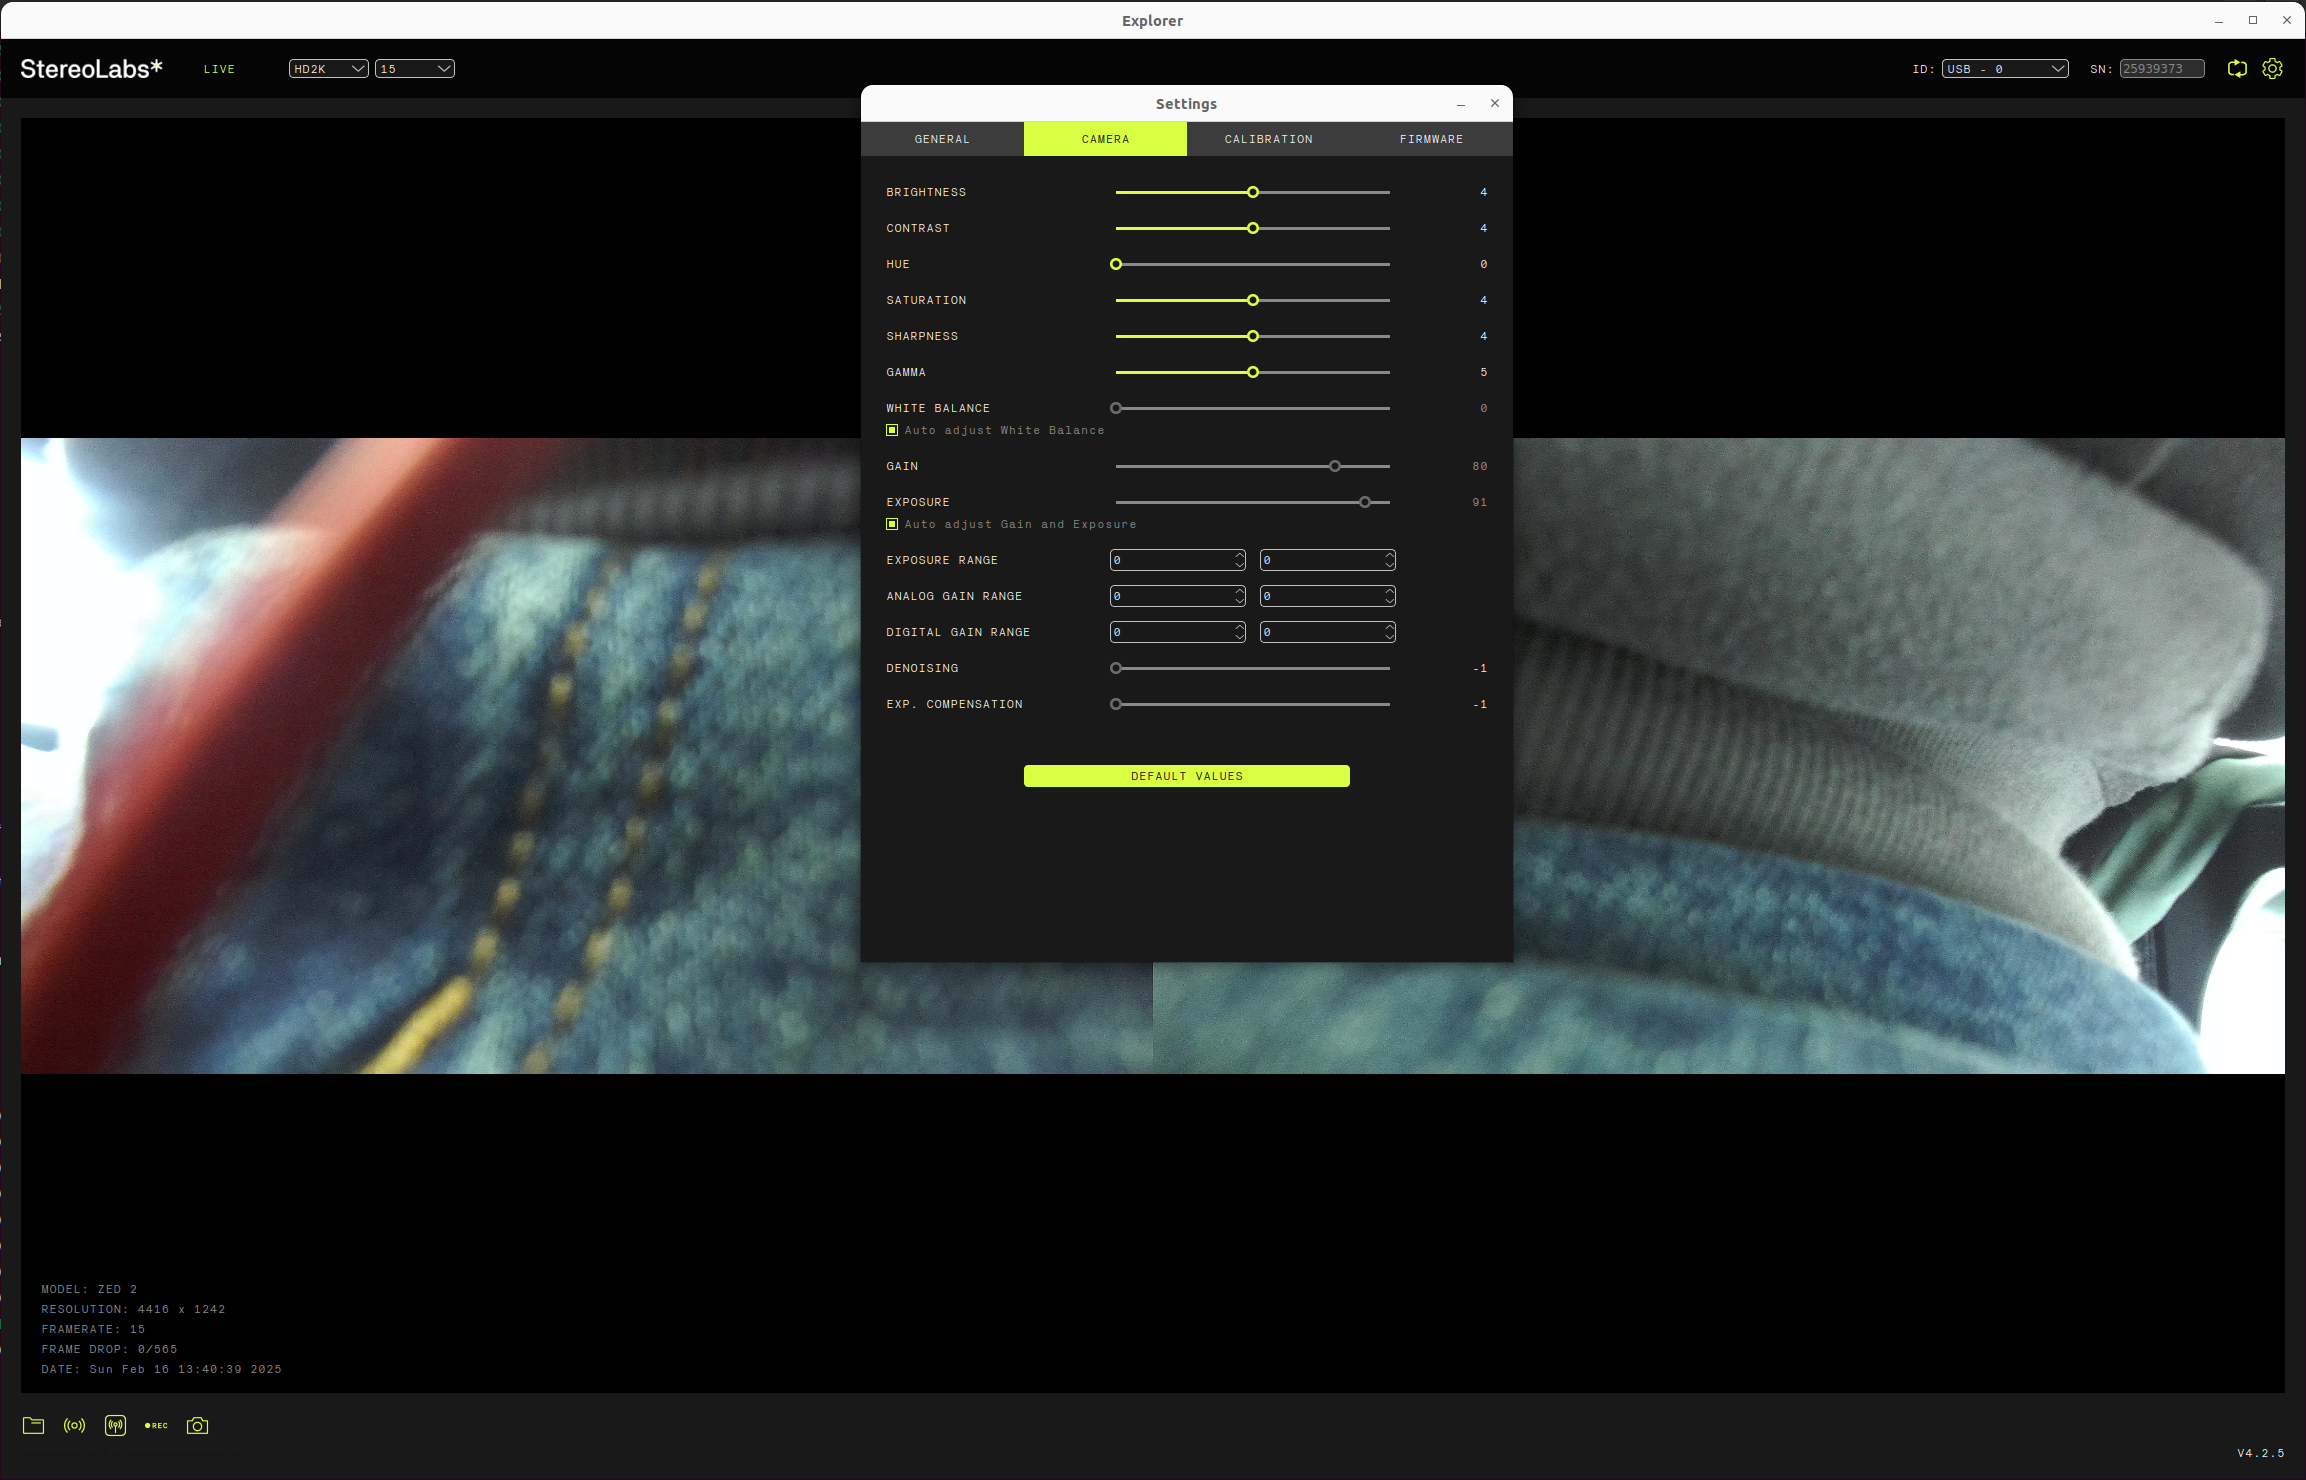 Explorer
StereoLabs* LIVE HD2K 15 ID: USB - 0 SN: 25939373
Settings
GENERAL CAMERA CALIBRATION FIRMWARE
BRIGHTNESS 4
CONTRAST 4
HUE 0
SATURATION 4
SHARPNESS 4
GAMMA 5
WHITE BALANCE 0
Auto adjust White Balance
GAIN 80
EXPOSURE 91
Auto adjust Gain and Exposure
EXPOSURE RANGE 0 0
ANALOG GAIN RANGE 0 0
DIGITAL GAIN RANGE 0 0
DENOISING -1
EXP. COMPENSATION -1
DEFAULT VALUES
MODEL: ZED 2
RESOLUTION: 4416 x 1242
FRAMERATE: 15
FRAME DROP: 0/565
DATE: Sun Feb 16 13:40:39 2025
REC
V4.2.5